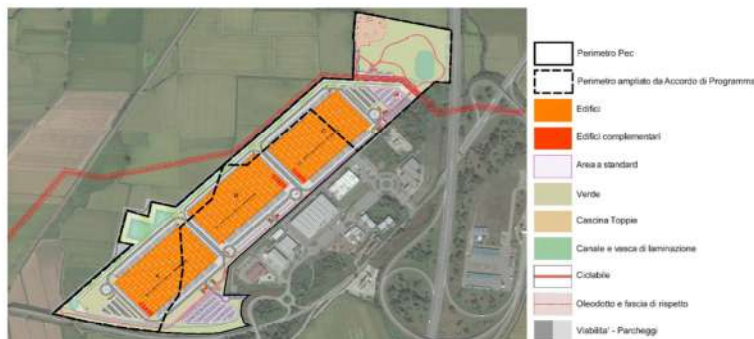 Perimetro Pec
Perimetro ampliato da Accordo di Programma
Edifici
Edifici complementari
Area a standard
Verde
Cascina Toppie
Canale e vasca di laminazione
Ciclabile
Oleodotto e fascia di rispetto
Viabilita' - Parcheggi